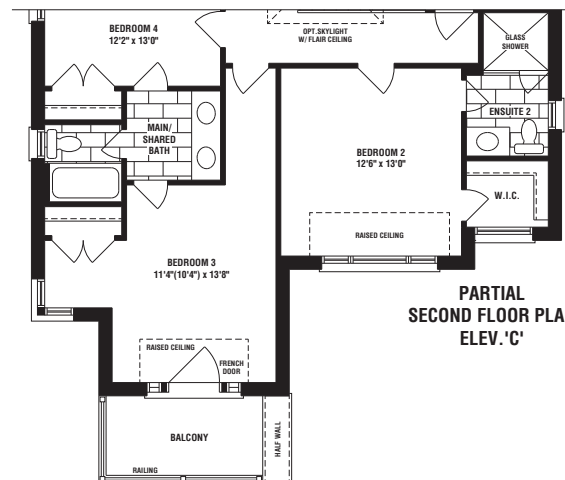 BEDROOM 4
12'2" x 13'0"
OPT.SKYLIGHT
W/ FLAIR CEILING
GLASS
SHOWER
MAIN/
SHARED
BATH
BEDROOM 2
12'6" x 13'0"
ENSUITE 2
W.I.C.
RAISED CEILING
BEDROOM 3
11'4"(10'4") x 13'8"
PARTIAL
SECOND FLOOR PLA
ELEV.'C'
RAISED CEILING
FRENCH
DOOR
BALCONY
HALF WALL
RAILING